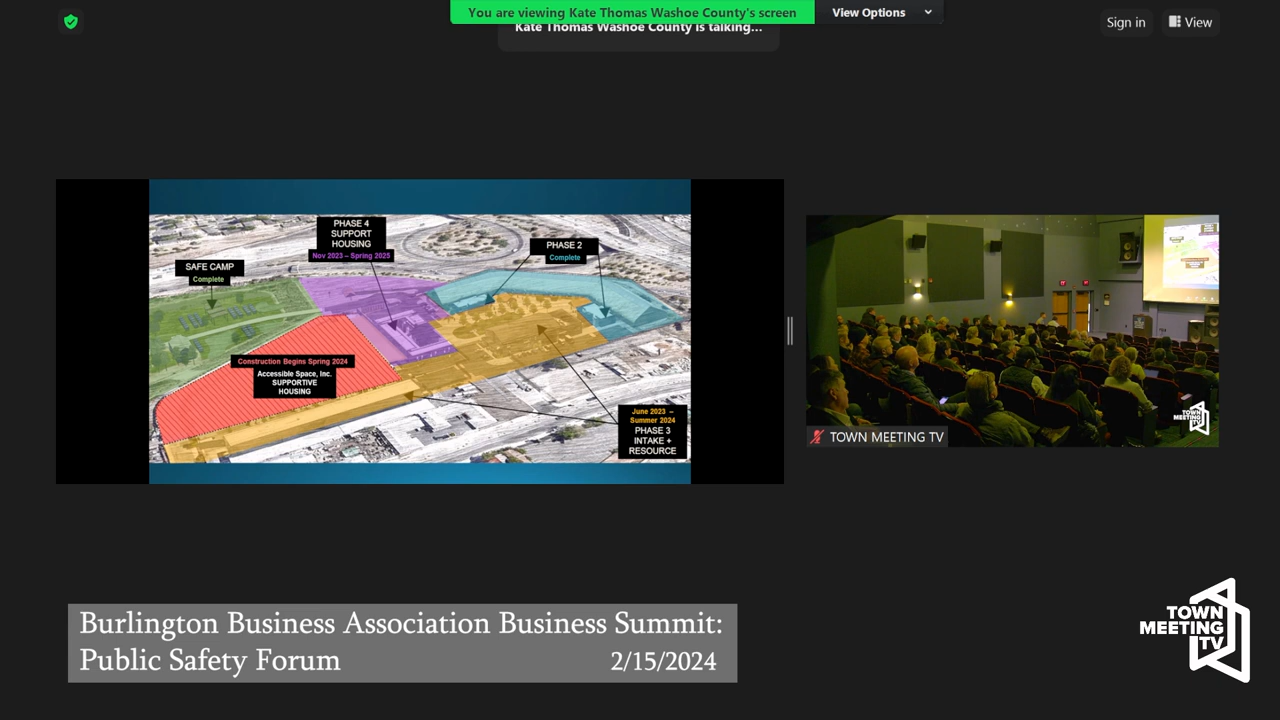 You are viewing Kate Thomas Washoe County's screen
View Options
Kate Thomas Washoe County is talking...
Sign in
View
PHASE 4
SUPPORT
HOUSING
Nov 2023 – Spring 2025
PHASE 2
Complete
SAFE CAMP
Complete
Construction Begins Spring 2024
Accessible Space, Inc.
SUPPORTIVE
HOUSING
June 2023 –
Summer 2024
PHASE 3
INTAKE +
RESOURCE
TOWN
MEETING
TV
TOWN MEETING TV
Burlington Business Association Business Summit:
Public Safety Forum 2/15/2024
TOWN
MEETING
TV